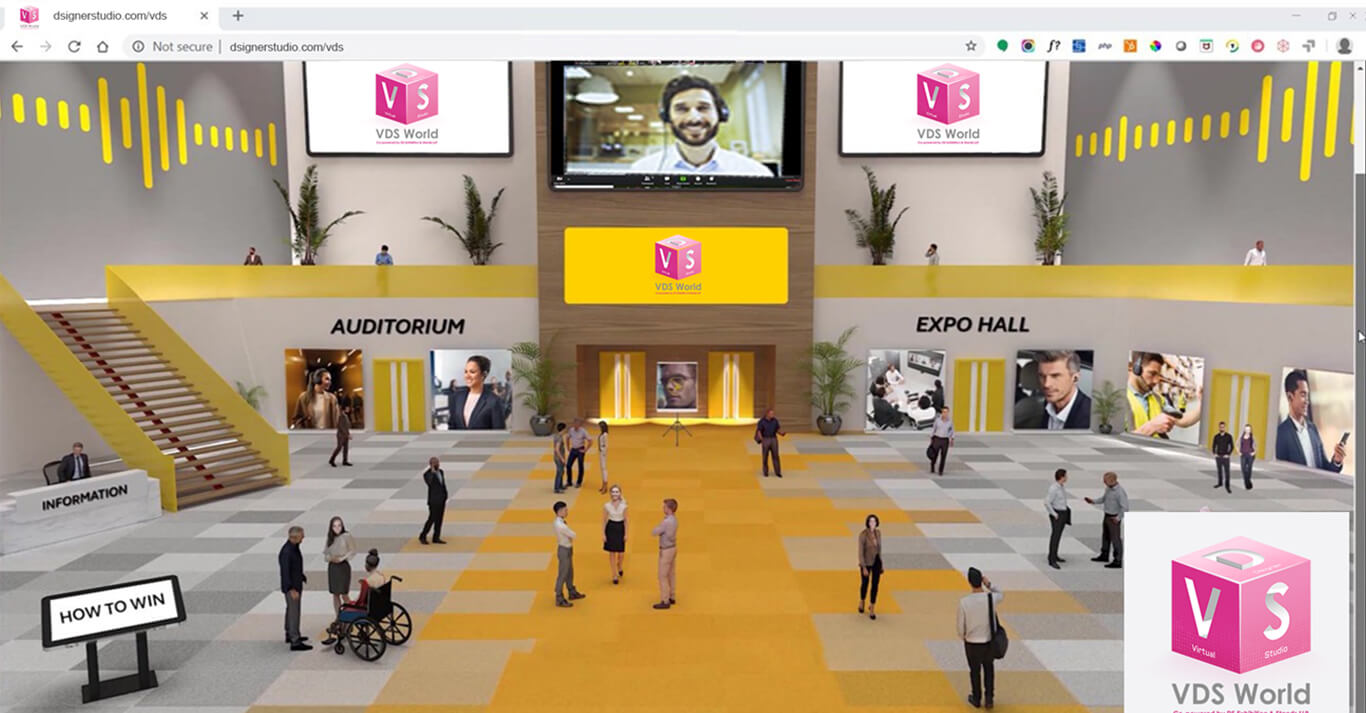 dsignerstudio.com/vds
Not secure
dsignerstudio.com/vds
f?
php
V S
VDS World
V S
VDS World
V S
VDS World
AUDITORIUM
EXPO HALL
INFORMATION
HOW TO WIN
D
V S
Virtual Studio
VDS World